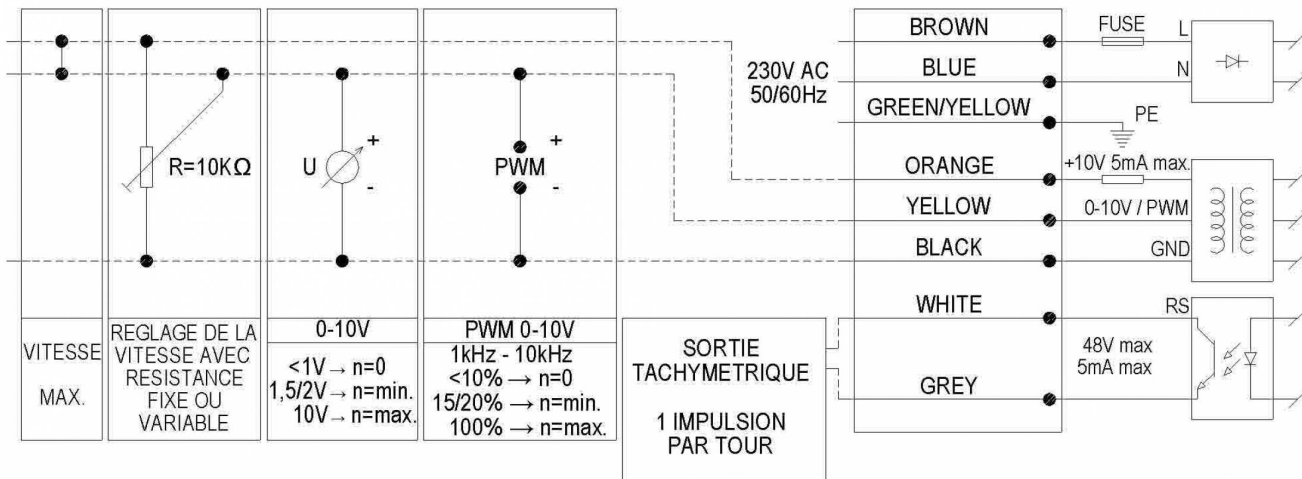 R=10KΩ
U
+
-
+
PWM
-
VITESSE
MAX.
REGLAGE DE LA
VITESSE AVEC
RESISTANCE
FIXE OU
VARIABLE
0-10V
<1V → n=0
1,5/2V → n=min.
10V → n=max.
PWM 0-10V
1kHz - 10kHz
<10% → n=0
15/20% → n=min.
100% → n=max.
SORTIE
TACHYMETRIQUE
1 IMPULSION
PAR TOUR
230V AC
50/60Hz
BROWN
BLUE
GREEN/YELLOW
ORANGE
YELLOW
BLACK
WHITE
GREY
FUSE
L
N
PE
+10V 5mA max.
0-10V / PWM
GND
RS
48V max
5mA max